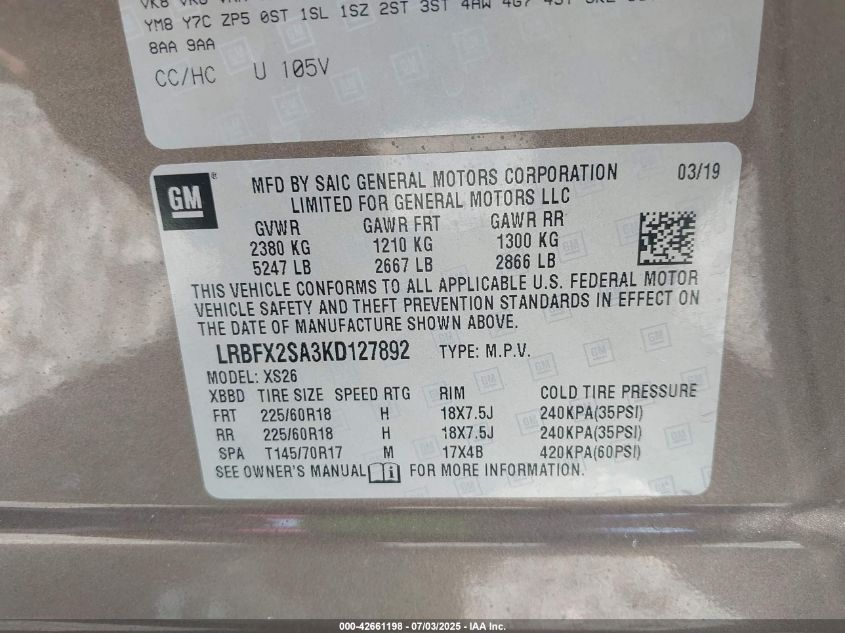 YM8 Y7C ZP5 0ST 1SL 1SZ 2ST 3ST 4AW 4G7
8AA 9AA
CC/HC U 105V
GM
MFD BY SAIC GENERAL MOTORS CORPORATION 03/19
LIMITED FOR GENERAL MOTORS LLC
GVWR GAWR FRT GAWR RR
2380 KG 1210 KG 1300 KG
5247 LB 2667 LB 2866 LB
THIS VEHICLE CONFORMS TO ALL APPLICABLE U.S. FEDERAL MOTOR
VEHICLE SAFETY AND THEFT PREVENTION STANDARDS IN EFFECT ON
THE DATE OF MANUFACTURE SHOWN ABOVE.
LRBFX2SA3KD127892 TYPE: M.P.V.
MODEL: XS26
XBBD TIRE SIZE SPEED RTG RIM COLD TIRE PRESSURE
FRT 225/60R18 H 18X7.5J 240KPA(35PSI)
RR 225/60R18 H 18X7.5J 240KPA(35PSI)
SPA T145/70R17 M 17X4B 420KPA(60PSI)
SEE OWNER'S MANUAL FOR MORE INFORMATION.
000-42661198 - 07/03/2025 - IAA Inc.